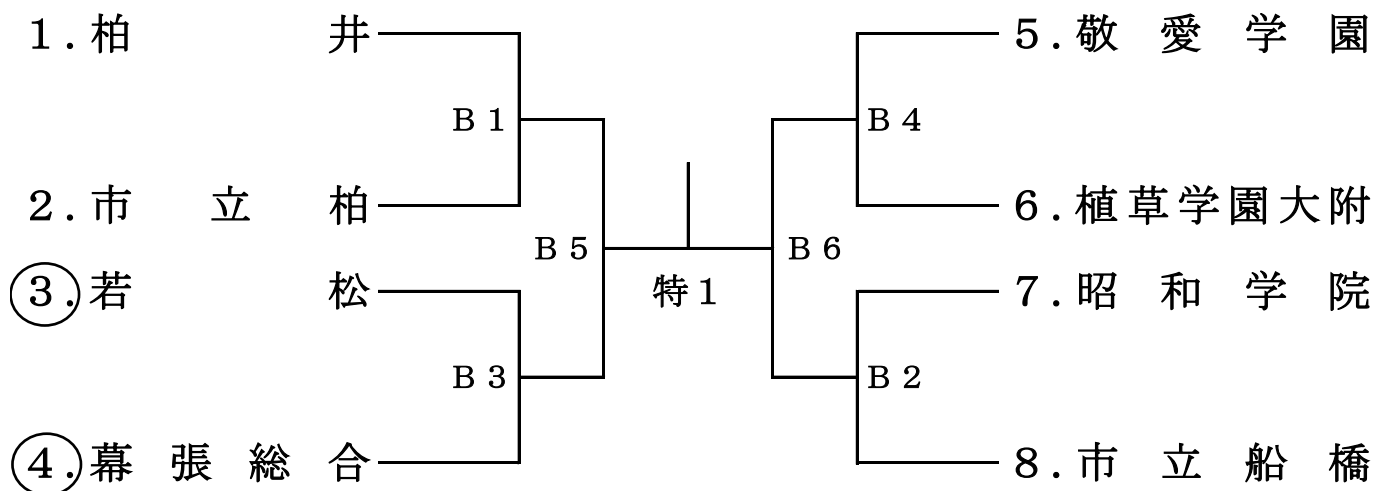 1.柏井
5.敬愛学園
B1
B4
2.市立柏
6.植草学園大附
B5
B6
③.若松
特1
7.昭和学院
B3
B2
④.幕張総合
8.市立船橋